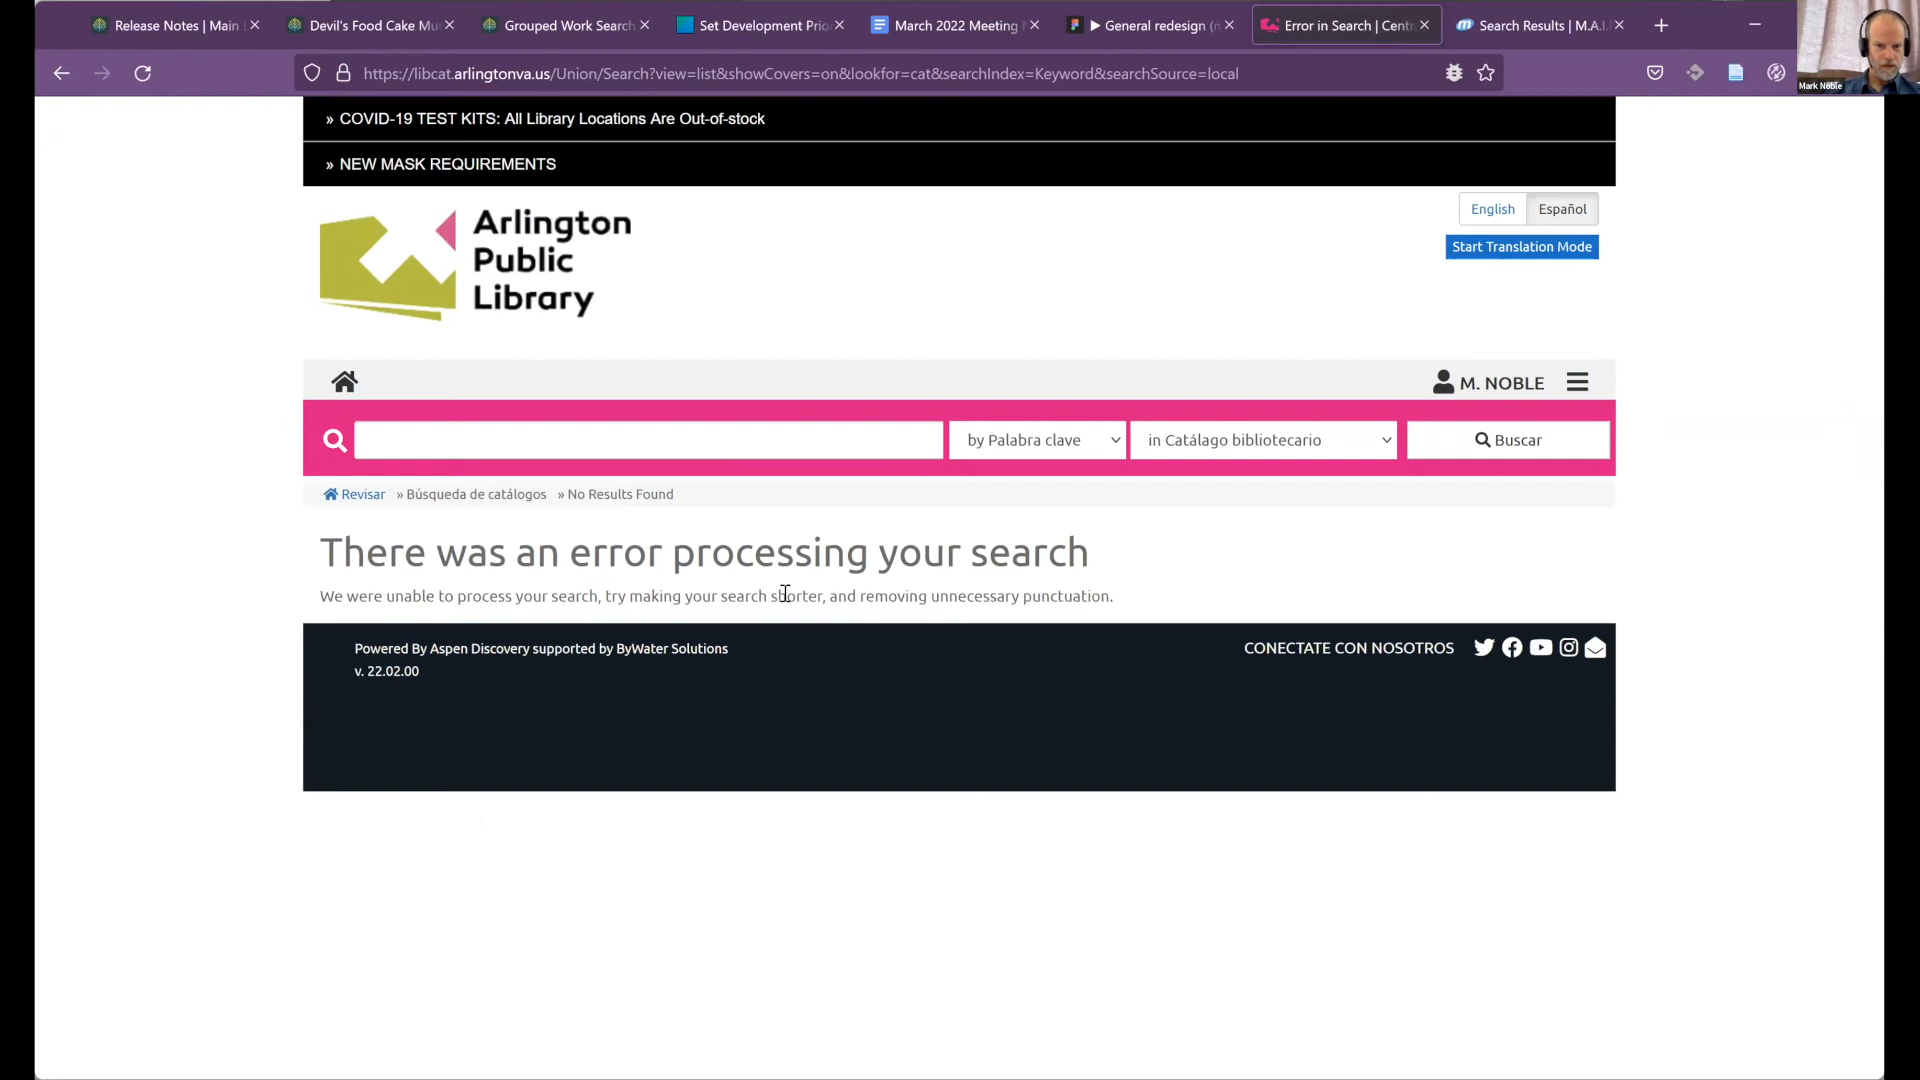 Release Notes | Main
Devil's Food Cake Mu
Grouped Work Search
Set Development Prio
March 2022 Meeting
▶ General redesign (m
Error in Search | Centr
Search Results | M.A.I.
https://libcat.arlingtonva.us/Union/Search?view=list&showCovers=on&lookfor=cat&searchIndex=Keyword&searchSource=local
Mark Noble
» COVID-19 TEST KITS: All Library Locations Are Out-of-stock
» NEW MASK REQUIREMENTS
Arlington
Public
Library
English Español
Start Translation Mode
M. NOBLE
by Palabra clave
in Catálago bibliotecario
Buscar
Revisar » Búsqueda de catálogos » No Results Found
There was an error processing your search
We were unable to process your search, try making your search shorter, and removing unnecessary punctuation.
Powered By Aspen Discovery supported by ByWater Solutions
v. 22.02.00
CONECTATE CON NOSOTROS